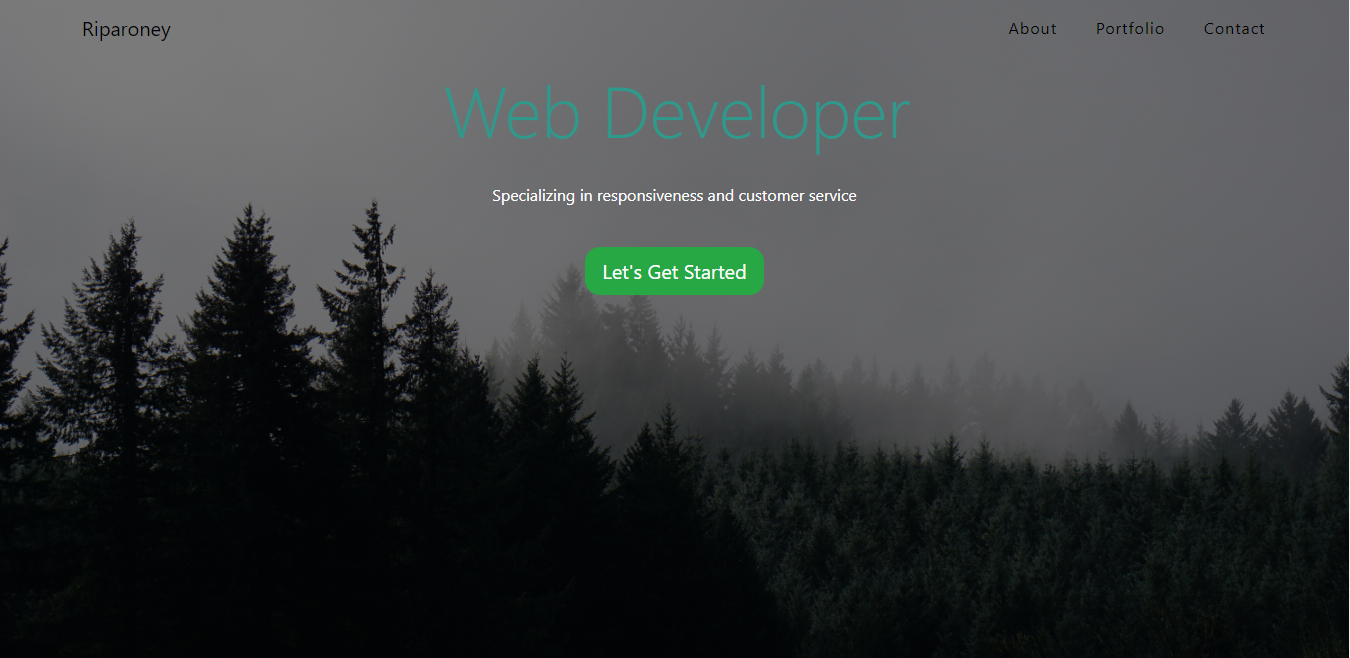 Riparoney
About Portfolio Contact
Web Developer
Specializing in responsiveness and customer service
Let's Get Started